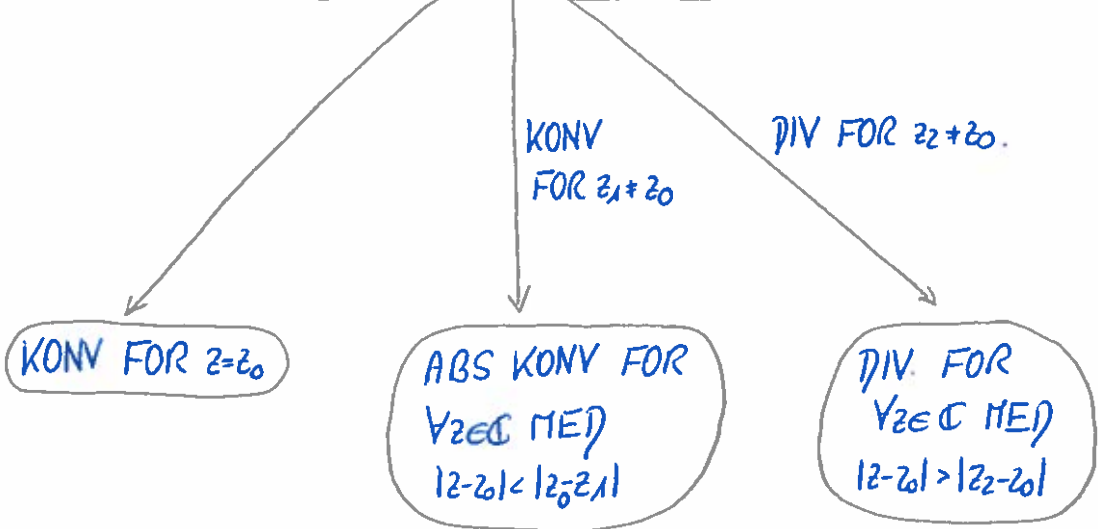 KONV
FOR z₁≠z₀
DIV FOR z₂≠z₀.
KONV FOR z=z₀
ABS KONV FOR
∀z∈ℂ MED
|z-z₀|<|z₀-z₁|
DIV. FOR
∀z∈ℂ MED
|z-z₀|>|z₂-z₀|